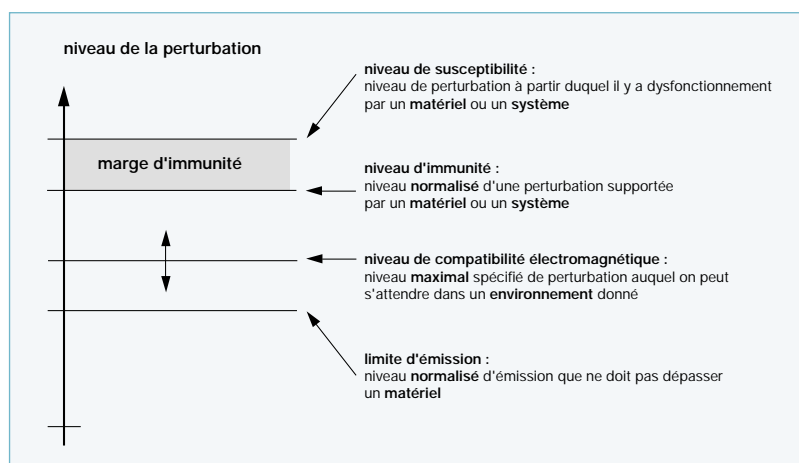 niveau de la perturbation
niveau de susceptibilité :
niveau de perturbation à partir duquel il y a dysfonctionnement
par un matériel ou un système
marge d'immunité
niveau d'immunité :
niveau normalisé d'une perturbation supportée
par un matériel ou un système
niveau de compatibilité électromagnétique :
niveau maximal spécifié de perturbation auquel on peut
s'attendre dans un environnement donné
limite d'émission :
niveau normalisé d'émission que ne doit pas dépasser
un matériel